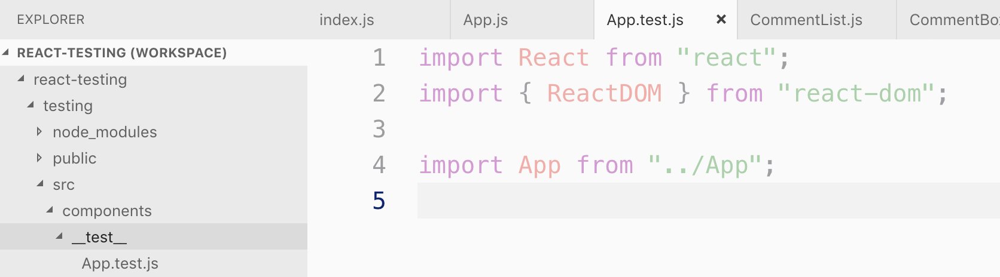 EXPLORER
REACT-TESTING (WORKSPACE)
react-testing
testing
node_modules
public
src
components
__test__
App.test.js
index.js App.js App.test.js × CommentList.js CommentBo
1 import React from "react";
2 import { ReactDOM } from "react-dom";
3
4 import App from "../App";
5